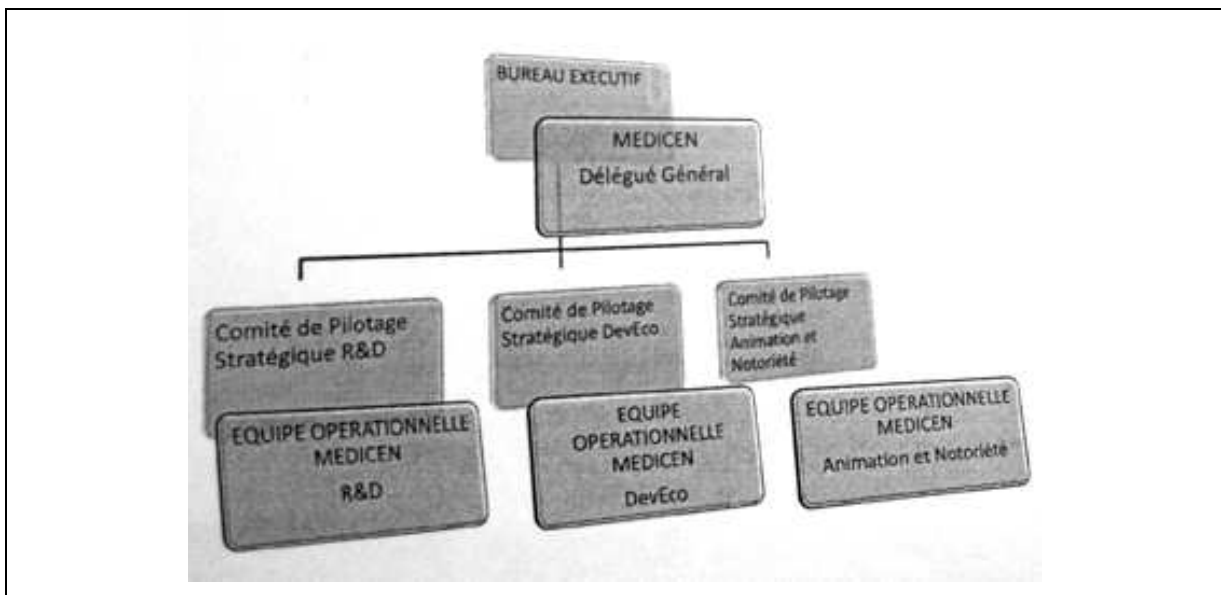 BUREAU EXECUTIF
MEDICEN
Délégué Général
Comité de Pilotage
Stratégique R&D
EQUIPE OPERATIONNELLE
MEDICEN
R&D
Comité de Pilotage
Stratégique DevEco
EQUIPE
OPERATIONNELLE
MEDICEN
DevEco
Comité de Pilotage
Stratégique
Animation et
Notoriété
EQUIPE OPERATIONNELLE
MEDICEN
Animation et Notoriété